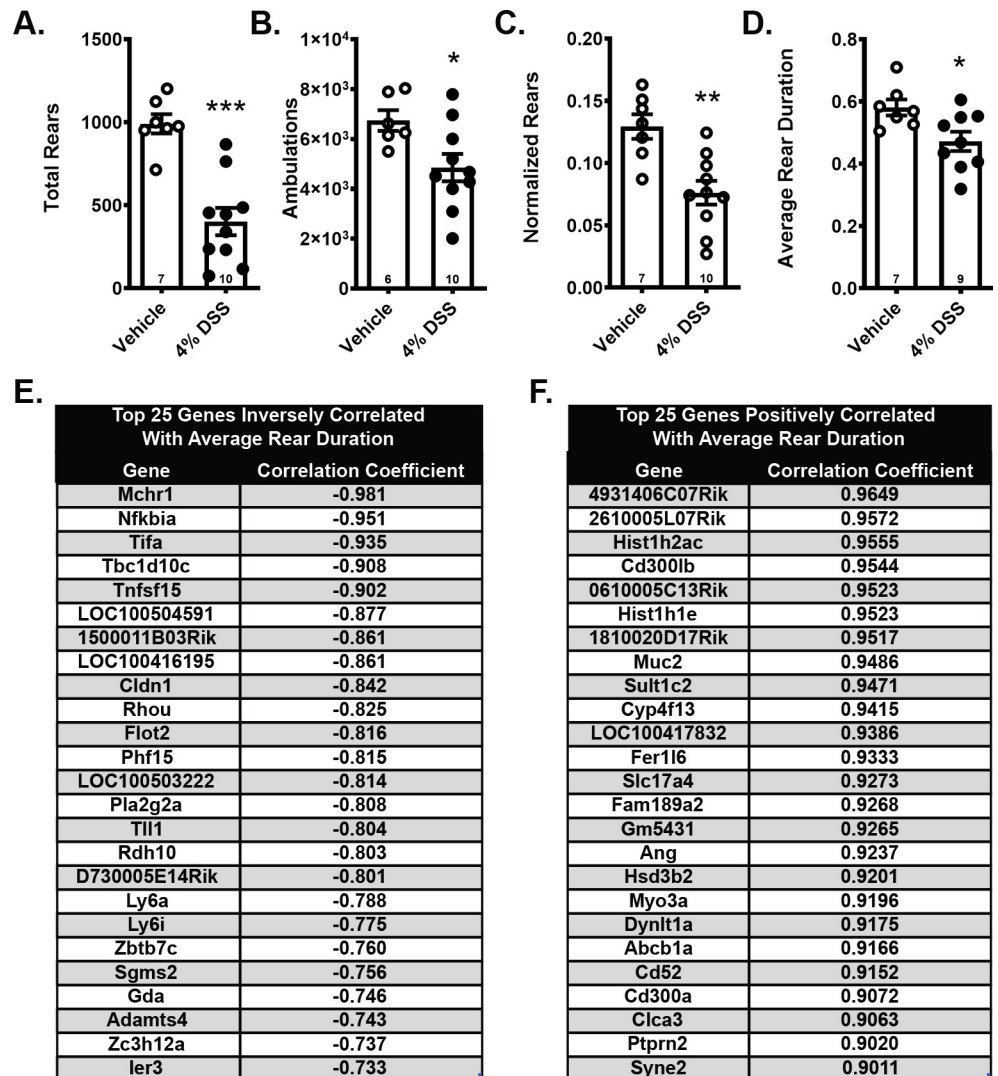 A.
Total Rears
1500
1000
500
0
***
7
10
Vehicle
4% DSS
B.
Ambulations
1×10⁴
8×10³
6×10³
4×10³
2×10³
0
*
6
10
Vehicle
4% DSS
C.
Normalized Rears
0.20
0.15
0.10
0.05
0.00
**
7
10
Vehicle
4% DSS
D.
Average Rear Duration
0.8
0.6
0.4
0.2
0.0
*
7
9
Vehicle
4% DSS
E.
Top 25 Genes Inversely Correlated
With Average Rear Duration
Gene Correlation Coefficient
Mchr1 -0.981
Nfkbia -0.951
Tifa -0.935
Tbc1d10c -0.908
Tnfsf15 -0.902
LOC100504591 -0.877
1500011B03Rik -0.861
LOC100416195 -0.861
Cldn1 -0.842
Rhou -0.825
Flot2 -0.816
Phf15 -0.815
LOC100503222 -0.814
Pla2g2a -0.808
Tll1 -0.804
Rdh10 -0.803
D730005E14Rik -0.801
Ly6a -0.788
Ly6i -0.775
Zbtb7c -0.760
Sgms2 -0.756
Gda -0.746
Adamts4 -0.743
Zc3h12a -0.737
Ier3 -0.733
F.
Top 25 Genes Positively Correlated
With Average Rear Duration
Gene Correlation Coefficient
4931406C07Rik 0.9649
2610005L07Rik 0.9572
Hist1h2ac 0.9555
Cd300lb 0.9544
0610005C13Rik 0.9523
Hist1h1e 0.9523
1810020D17Rik 0.9517
Muc2 0.9486
Sult1c2 0.9471
Cyp4f13 0.9415
LOC100417832 0.9386
Fer1l6 0.9333
Slc17a4 0.9273
Fam189a2 0.9268
Gm5431 0.9265
Ang 0.9237
Hsd3b2 0.9201
Myo3a 0.9196
Dynlt1a 0.9175
Abcb1a 0.9166
Cd52 0.9152
Cd300a 0.9072
Clca3 0.9063
Ptprn2 0.9020
Syne2 0.9011